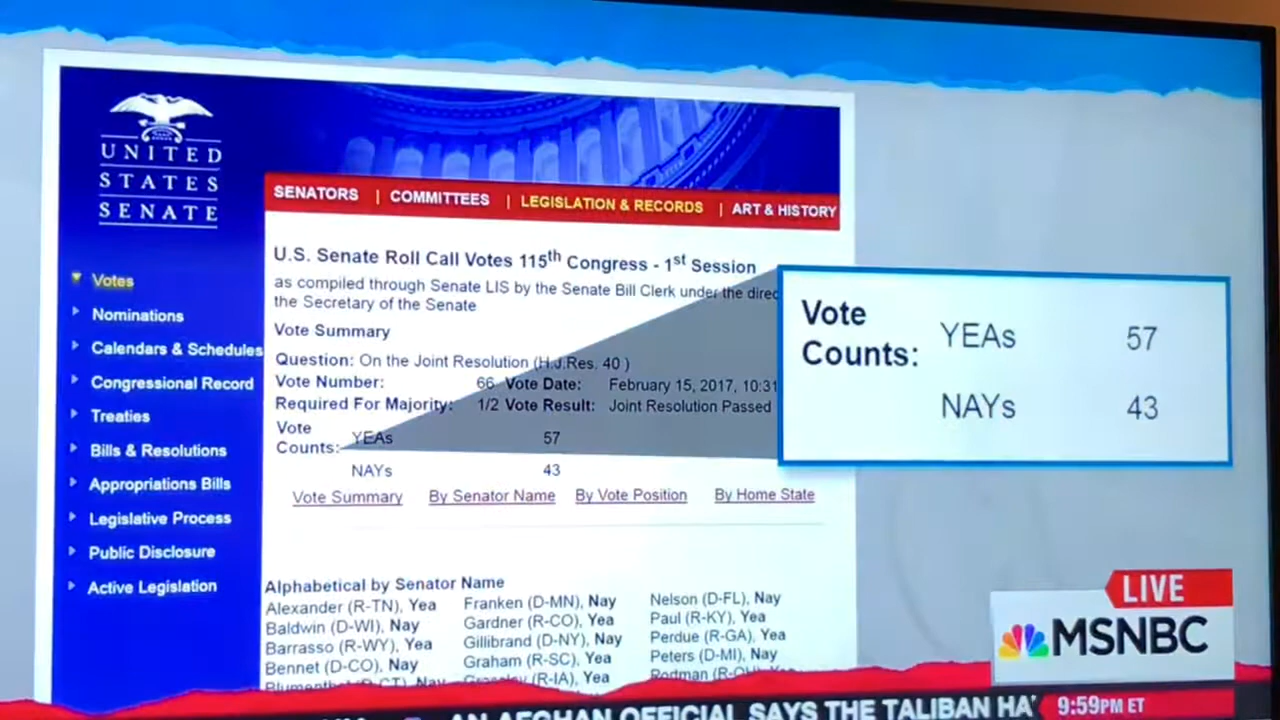 UNITED
STATES
SENATE
SENATORS | COMMITTEES | LEGISLATION & RECORDS | ART & HISTORY
Votes
Nominations
Calendars & Schedules
Congressional Record
Treaties
Bills & Resolutions
Appropriations Bills
Legislative Process
Public Disclosure
Active Legislation
U.S. Senate Roll Call Votes 115th Congress - 1st Session
as compiled through Senate LIS by the Senate Bill Clerk under the direc
the Secretary of the Senate
Vote Summary
Question: On the Joint Resolution (H.J.Res. 40 )
Vote Number: 66 Vote Date: February 15, 2017, 10:31
Required For Majority: 1/2 Vote Result: Joint Resolution Passed
Vote Counts: YEAs 57
NAYs 43
Vote Summary By Senator Name By Vote Position By Home State
Vote Counts: YEAs 57
NAYs 43
Alphabetical by Senator Name
Alexander (R-TN), Yea Franken (D-MN), Nay Nelson (D-FL), Nay
Baldwin (D-WI), Nay Gardner (R-CO), Yea Paul (R-KY), Yea
Barrasso (R-WY), Yea Gillibrand (D-NY), Nay Perdue (R-GA), Yea
Bennet (D-CO), Nay Graham (R-SC), Yea Peters (D-MI), Nay
(R-IA), Yea
LIVE
MSNBC
AN AFGHAN OFFICIAL SAYS THE TALIBAN HA
9:59PM ET